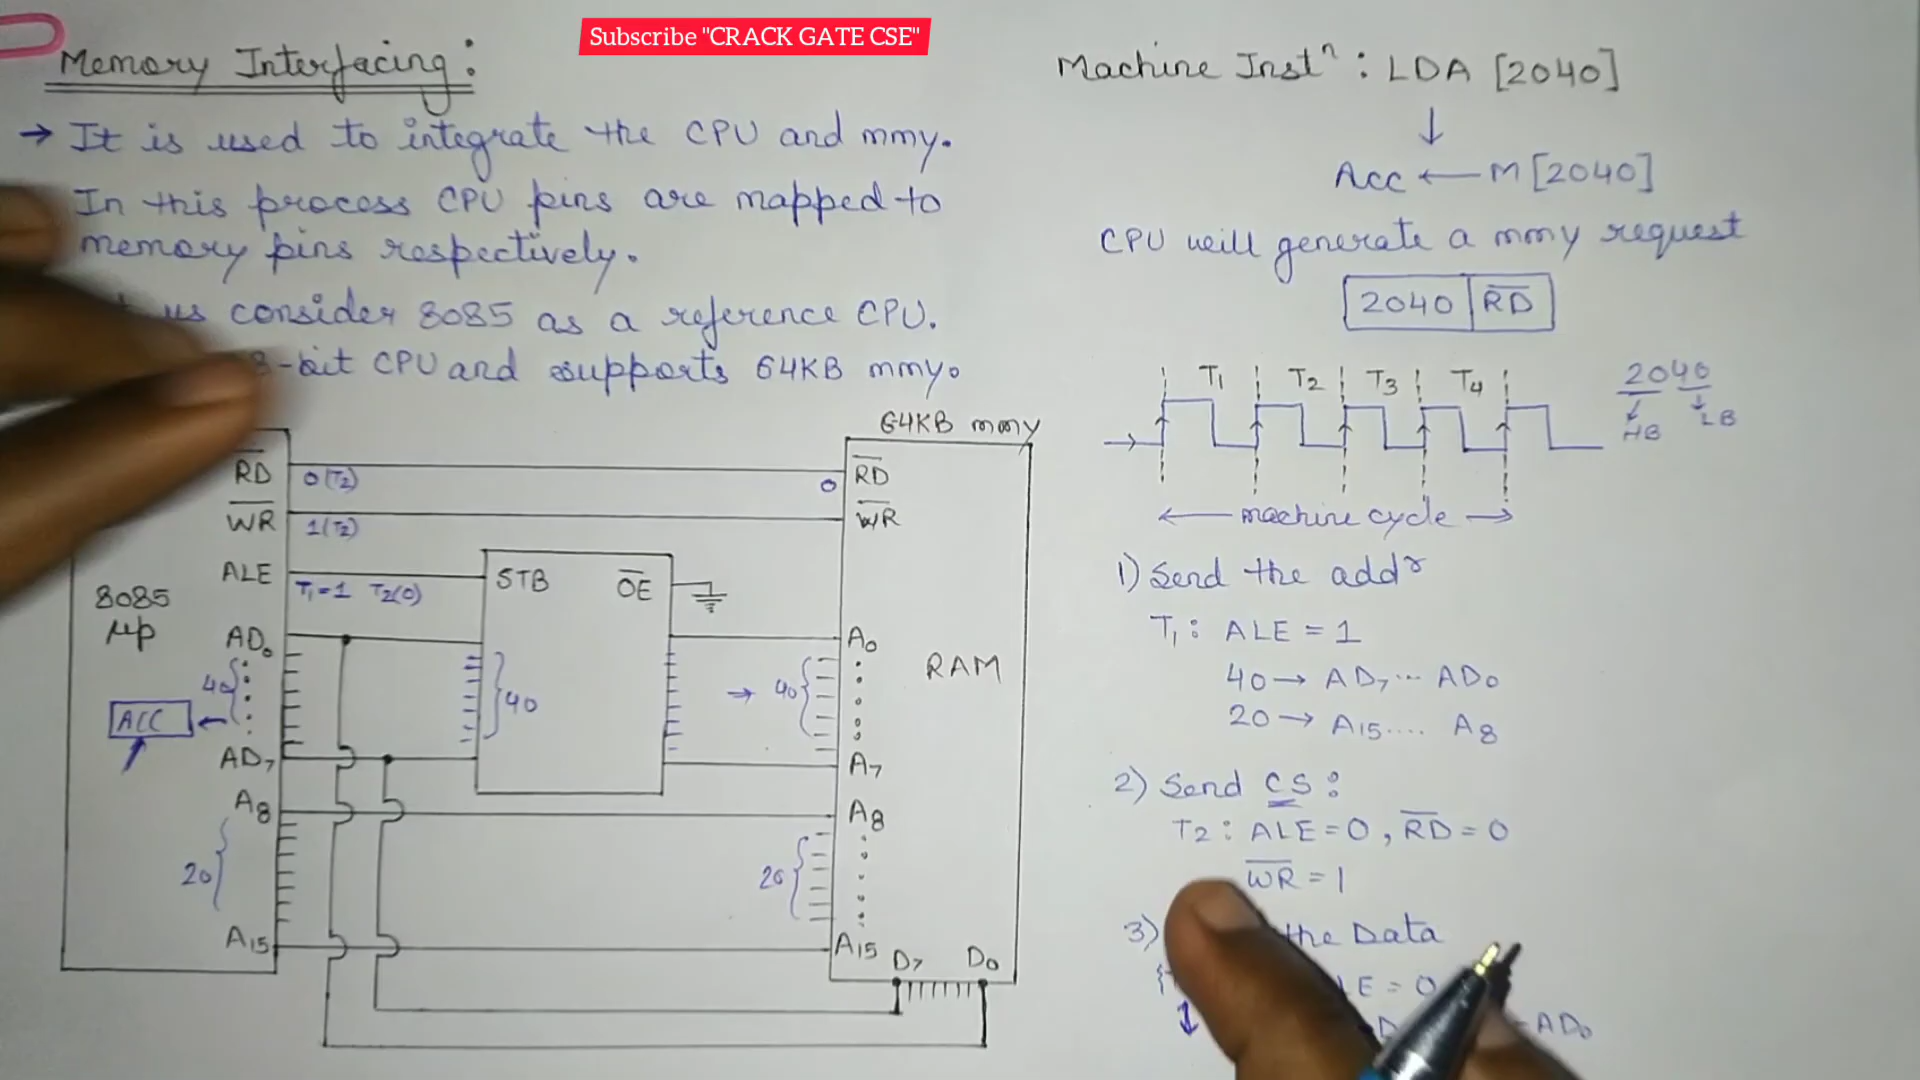 Subscribe "CRACK GATE CSE"
Memory Interfacing:
→ It is used to integrate the CPU and mmy.
In this process CPU pins are mapped to
memory pins respectively.
us consider 8085 as a reference CPU.
8-bit CPU and supports 64KB mmy.
64KB mmy
RD
0(T2)
0
RD
WR
1(T2)
WR
ALE
T1=1 T2(0)
STB
OE
8085
μp
AD0
A0
40
40
→ 40
RAM
ACC
←
AD7
A7
A8
A8
20
20
A15
A15
D7
D0
Machine Instn : LDA [2040]
↓
Acc ← M[2040]
CPU will generate a mmy request
2040 RD
T1 T2 T3 T4
2040
HB LB
← machine cycle →
1) Send the addr
T1: ALE = 1
40 → AD7... AD0
20 → A15.... A8
2) Send CS:
T2: ALE=0, RD=0
WR = 1
3) the Data
LE = 0
AD0